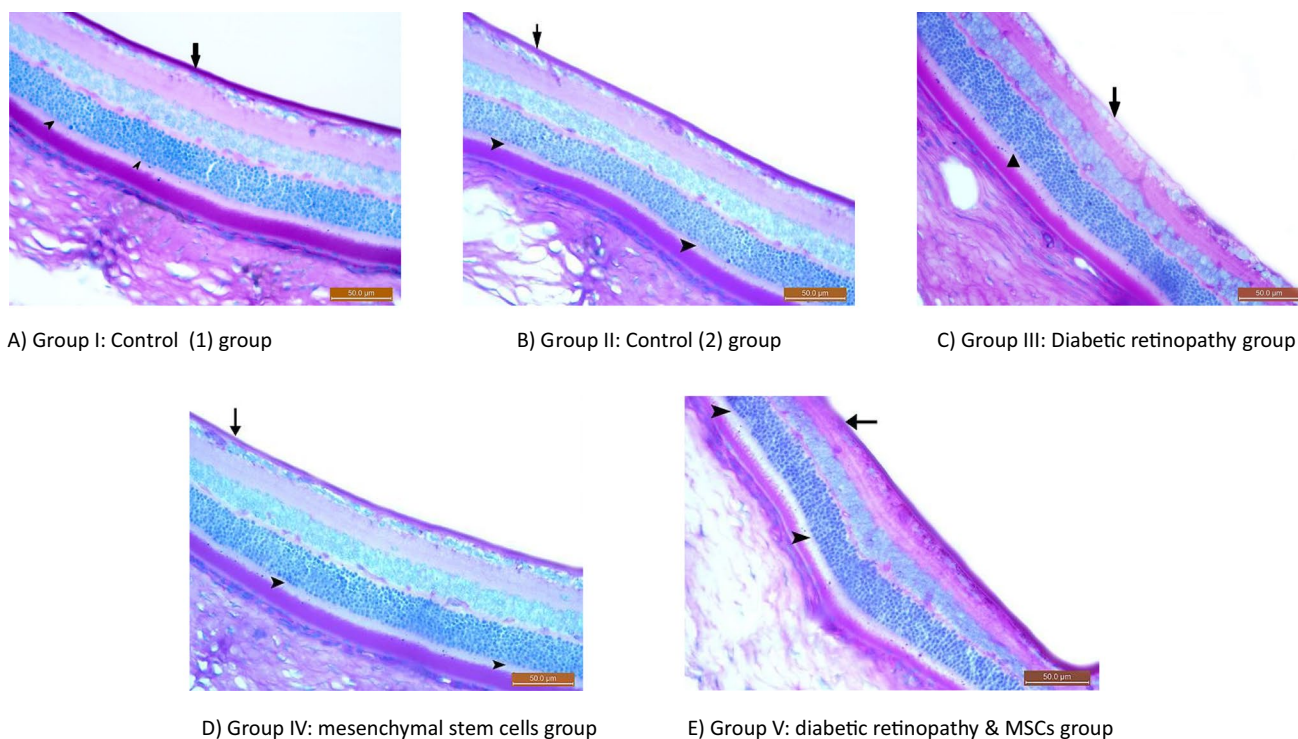 50.0 µm
50.0 µm
50.0 µm
A) Group I: Control (1) group
B) Group II: Control (2) group
C) Group III: Diabetic retinopathy group
50.0 µm
50.0 µm
D) Group IV: mesenchymal stem cells group
E) Group V: diabetic retinopathy & MSCs group